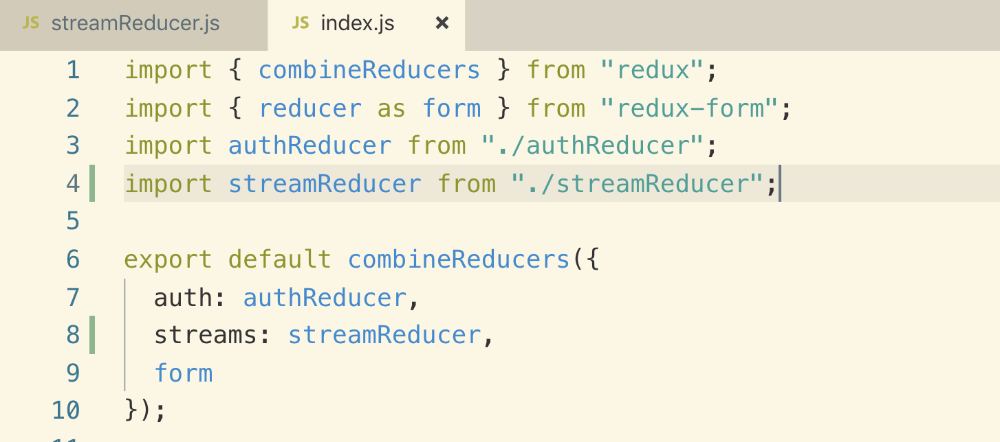 JS streamReducer.js JS index.js ×
1 import { combineReducers } from "redux";
2 import { reducer as form } from "redux-form";
3 import authReducer from "./authReducer";
4 import streamReducer from "./streamReducer";
5
6 export default combineReducers({
7 auth: authReducer,
8 streams: streamReducer,
9 form
10 });